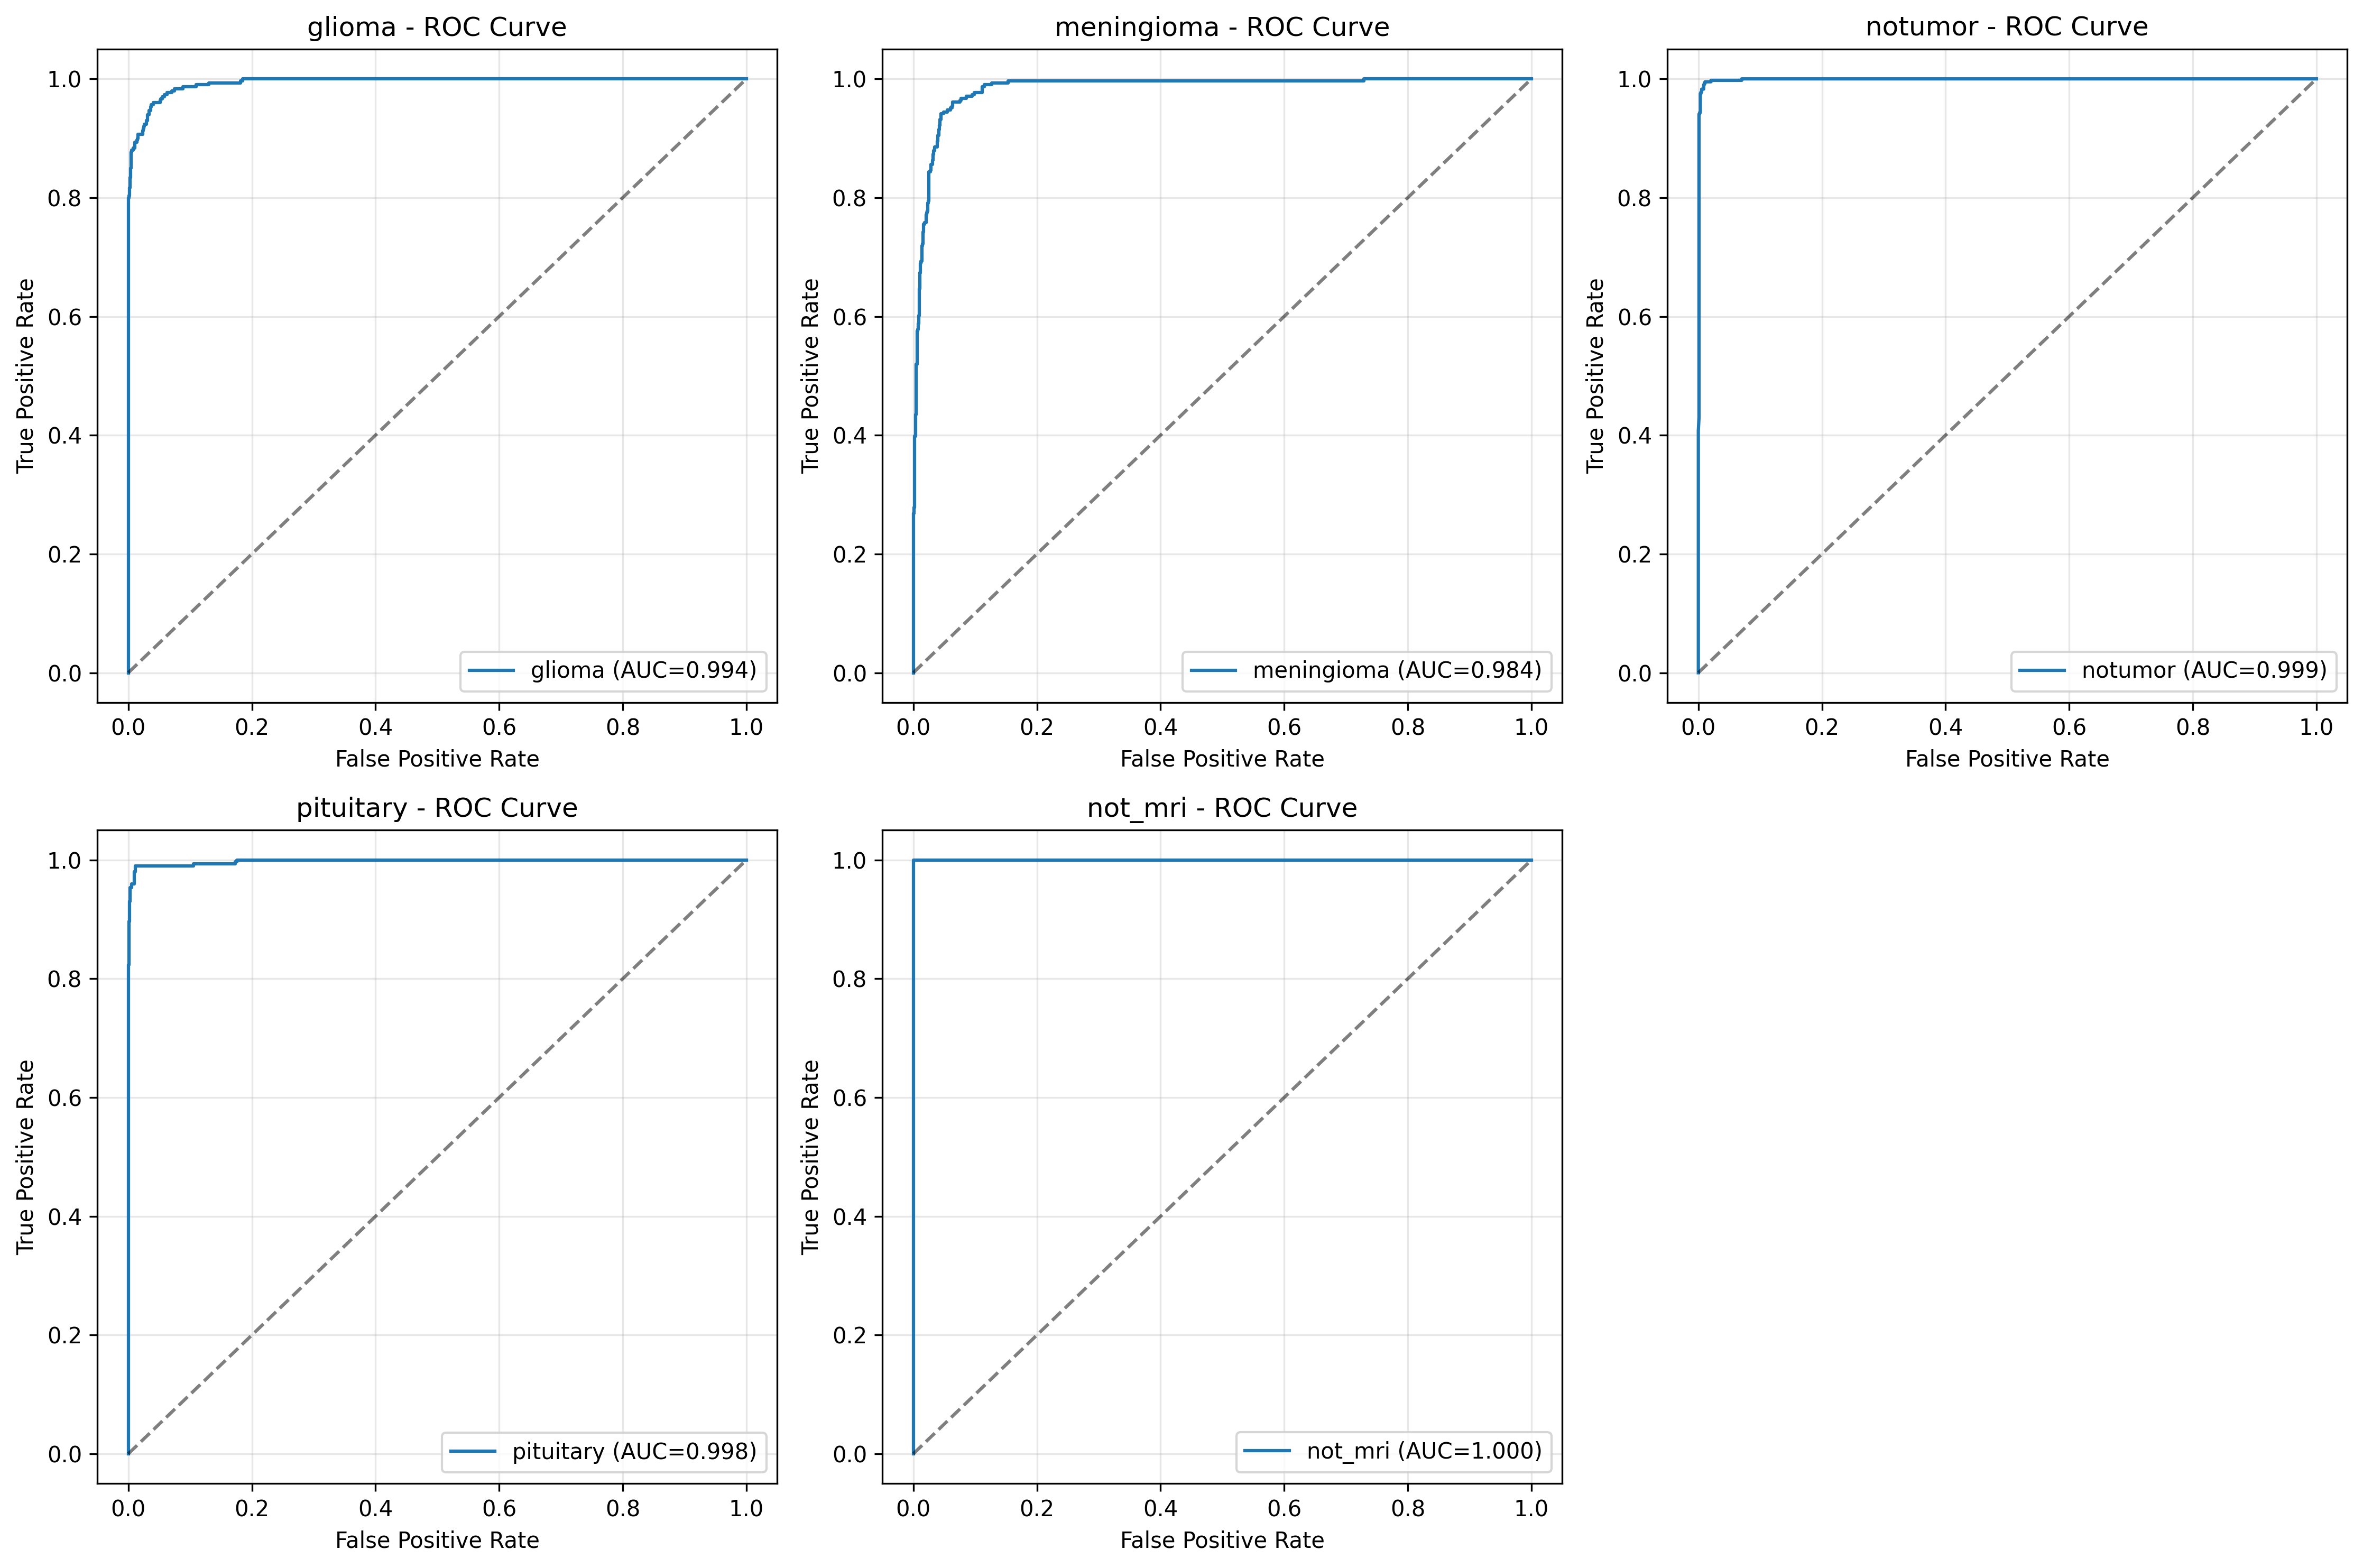 glioma - ROC Curve
True Positive Rate
1.0
0.8
0.6
0.4
0.2
0.0
glioma (AUC=0.994)
0.0 0.2 0.4 0.6 0.8 1.0
False Positive Rate
meningioma - ROC Curve
True Positive Rate
1.0
0.8
0.6
0.4
0.2
0.0
meningioma (AUC=0.984)
0.0 0.2 0.4 0.6 0.8 1.0
False Positive Rate
notumor - ROC Curve
True Positive Rate
1.0
0.8
0.6
0.4
0.2
0.0
notumor (AUC=0.999)
0.0 0.2 0.4 0.6 0.8 1.0
False Positive Rate
pituitary - ROC Curve
True Positive Rate
1.0
0.8
0.6
0.4
0.2
0.0
pituitary (AUC=0.998)
0.0 0.2 0.4 0.6 0.8 1.0
False Positive Rate
not_mri - ROC Curve
True Positive Rate
1.0
0.8
0.6
0.4
0.2
0.0
not_mri (AUC=1.000)
0.0 0.2 0.4 0.6 0.8 1.0
False Positive Rate